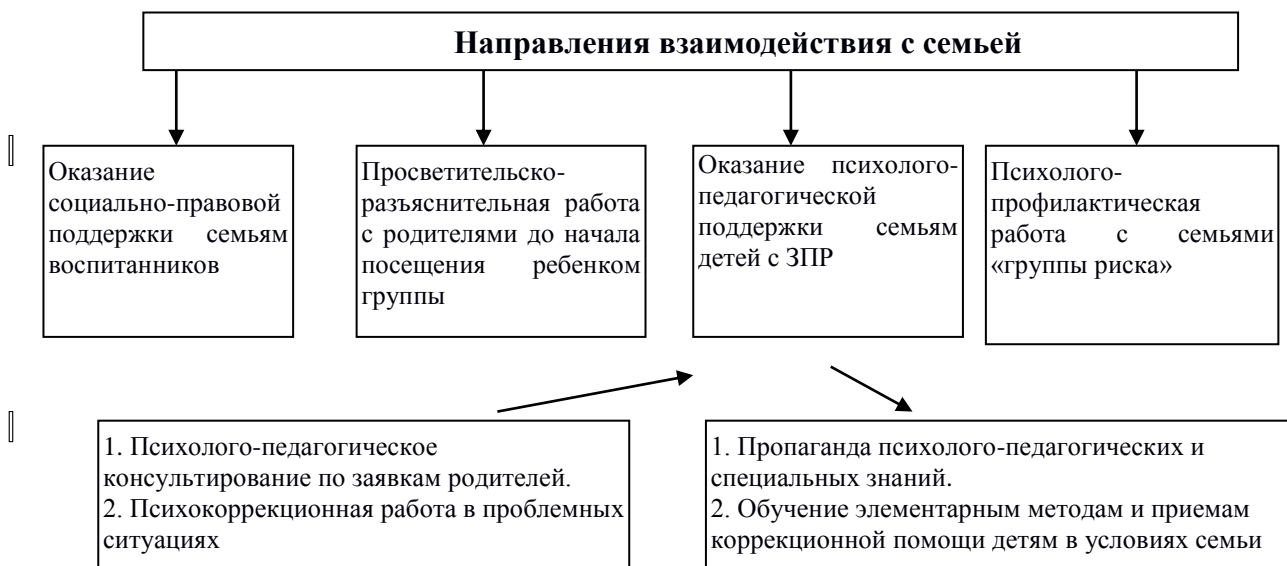 Направления взаимодействия с семьей
Оказание
социально-правовой
поддержки семьям
воспитанников
Просветительско-
разъяснительная работа
с родителями до начала
посещения ребенком
группы
Оказание психолого-
педагогической
поддержки семьям
детей с ЗПР
Психолого-
профилактическая
работа с семьями
«группы риска»
1. Психолого-педагогическое
консультирование по заявкам родителей.
2. Психокоррекционная работа в проблемных
ситуациях
1. Пропаганда психолого-педагогических и
специальных знаний.
2. Обучение элементарным методам и приемам
коррекционной помощи детям в условиях семьи